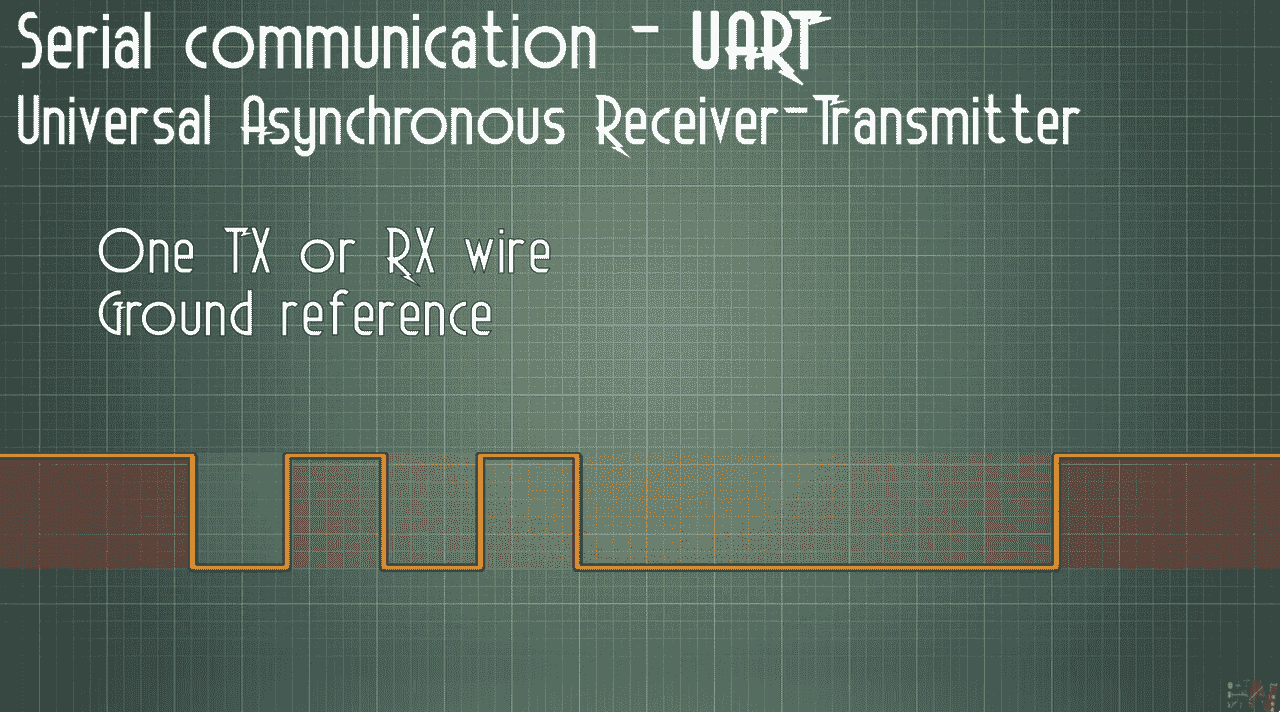 Serial communication - UART
Universal Asynchronous Receiver-Transmitter
One TX or RX wire
Ground reference